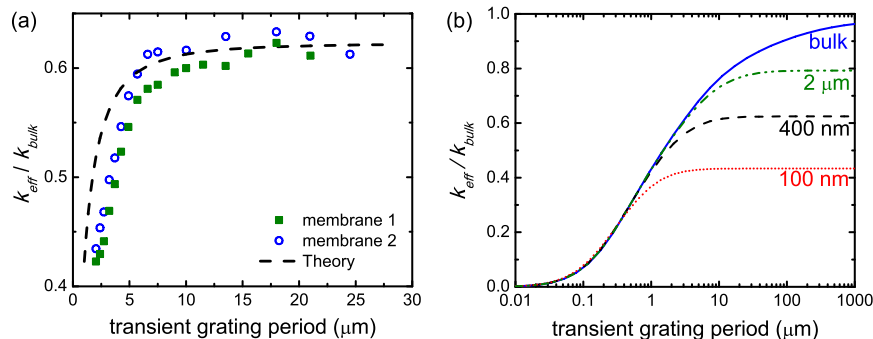 (a)
k_eff / k_bulk
0.6
0.5
0.4
membrane 1
membrane 2
Theory
0 5 10 15 20 25 30
transient grating period (μm)
(b)
k_eff / k_bulk
1.0
0.8
0.6
0.4
0.2
0.0
bulk
2 μm
400 nm
100 nm
0.01 0.1 1 10 100 1000
transient grating period (μm)